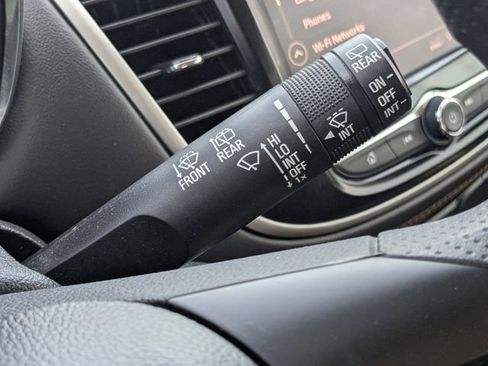 Phones
Wi-Fi Networks
REAR
ON
OFF
INT
INT
HI
LO
INT
OFF
1x
REAR
FRONT